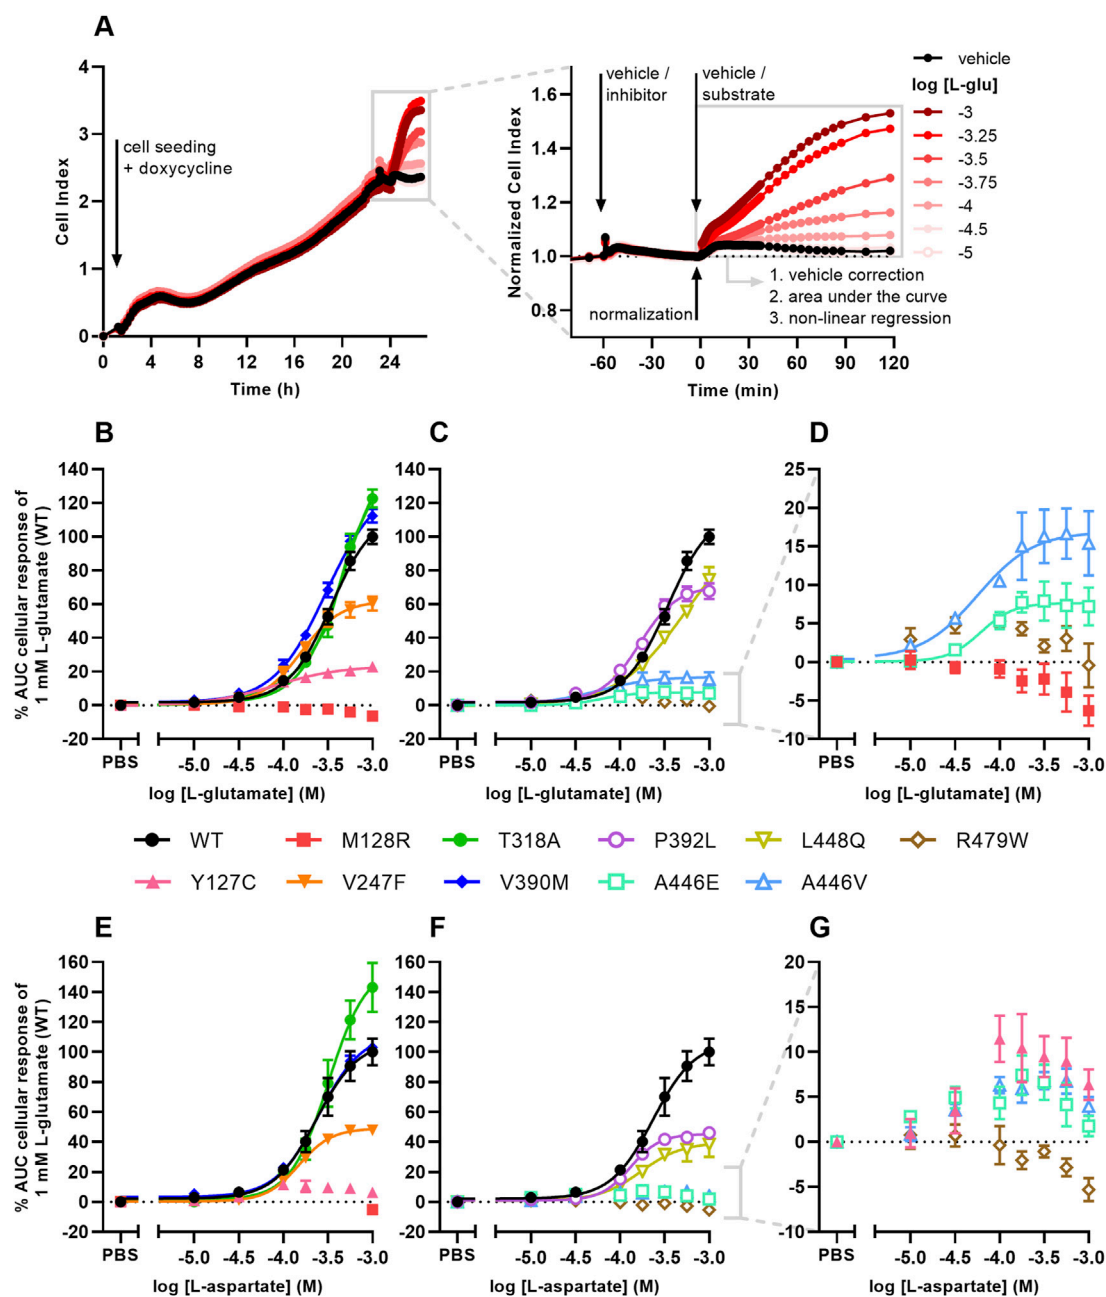 A
Cell Index
4
3
2
1
0
cell seeding
+ doxycycline
0 4 8 12 16 20 24
Time (h)
Normalized Cell Index
1.6
1.4
1.2
1.0
0.8
vehicle /
inhibitor
vehicle /
substrate
normalization
1. vehicle correction
2. area under the curve
3. non-linear regression
-60 -30 0 30 60 90 120
Time (min)
vehicle
log [L-glu]
-3
-3.25
-3.5
-3.75
-4
-4.5
-5
B
% AUC cellular response of
1 mM L-glutamate (WT)
140
120
100
80
60
40
20
0
-20
PBS -5.0 -4.5 -4.0 -3.5 -3.0
log [L-glutamate] (M)
C
140
120
100
80
60
40
20
0
-20
PBS -5.0 -4.5 -4.0 -3.5 -3.0
log [L-glutamate] (M)
D
25
20
15
10
5
0
-5
-10
PBS -5.0 -4.5 -4.0 -3.5 -3.0
log [L-glutamate] (M)
WT M128R T318A P392L L448Q R479W
Y127C V247F V390M A446E A446V
E
% AUC cellular response of
1 mM L-glutamate (WT)
160
140
120
100
80
60
40
20
0
-20
PBS -5.0 -4.5 -4.0 -3.5 -3.0
log [L-aspartate] (M)
F
160
140
120
100
80
60
40
20
0
-20
PBS -5.0 -4.5 -4.0 -3.5 -3.0
log [L-aspartate] (M)
G
20
15
10
5
0
-5
-10
PBS -5.0 -4.5 -4.0 -3.5 -3.0
log [L-aspartate] (M)